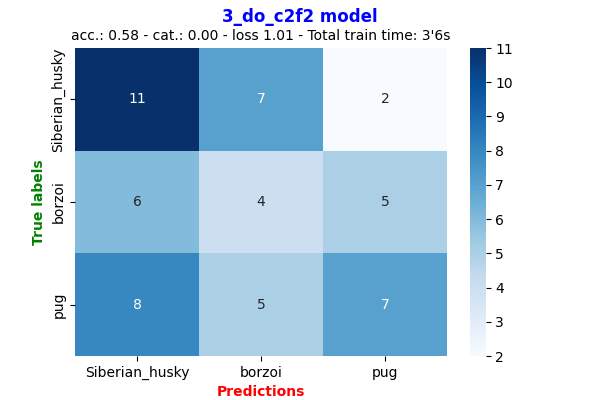 3_do_c2f2 model
acc.: 0.58 - cat.: 0.00 - loss 1.01 - Total train time: 3'6s
True labels
Siberian_husky
11 7 2
borzoi
6 4 5
pug
8 5 7
Siberian_husky borzoi pug
Predictions
11
10
9
8
7
6
5
4
3
2